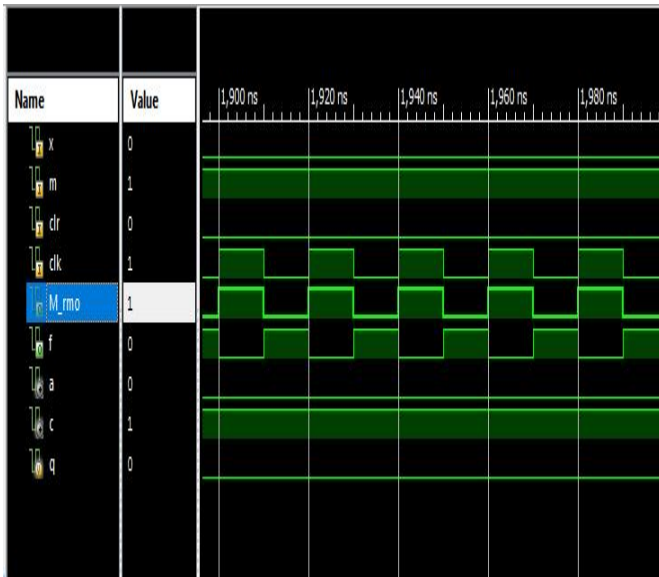 Name Value 1,900 ns 1,920 ns 1,940 ns 1,960 ns 1,980 ns
x 0
m 1
clr 0
clk 1
M_rmo 1
f 0
a 0
c 1
q 0